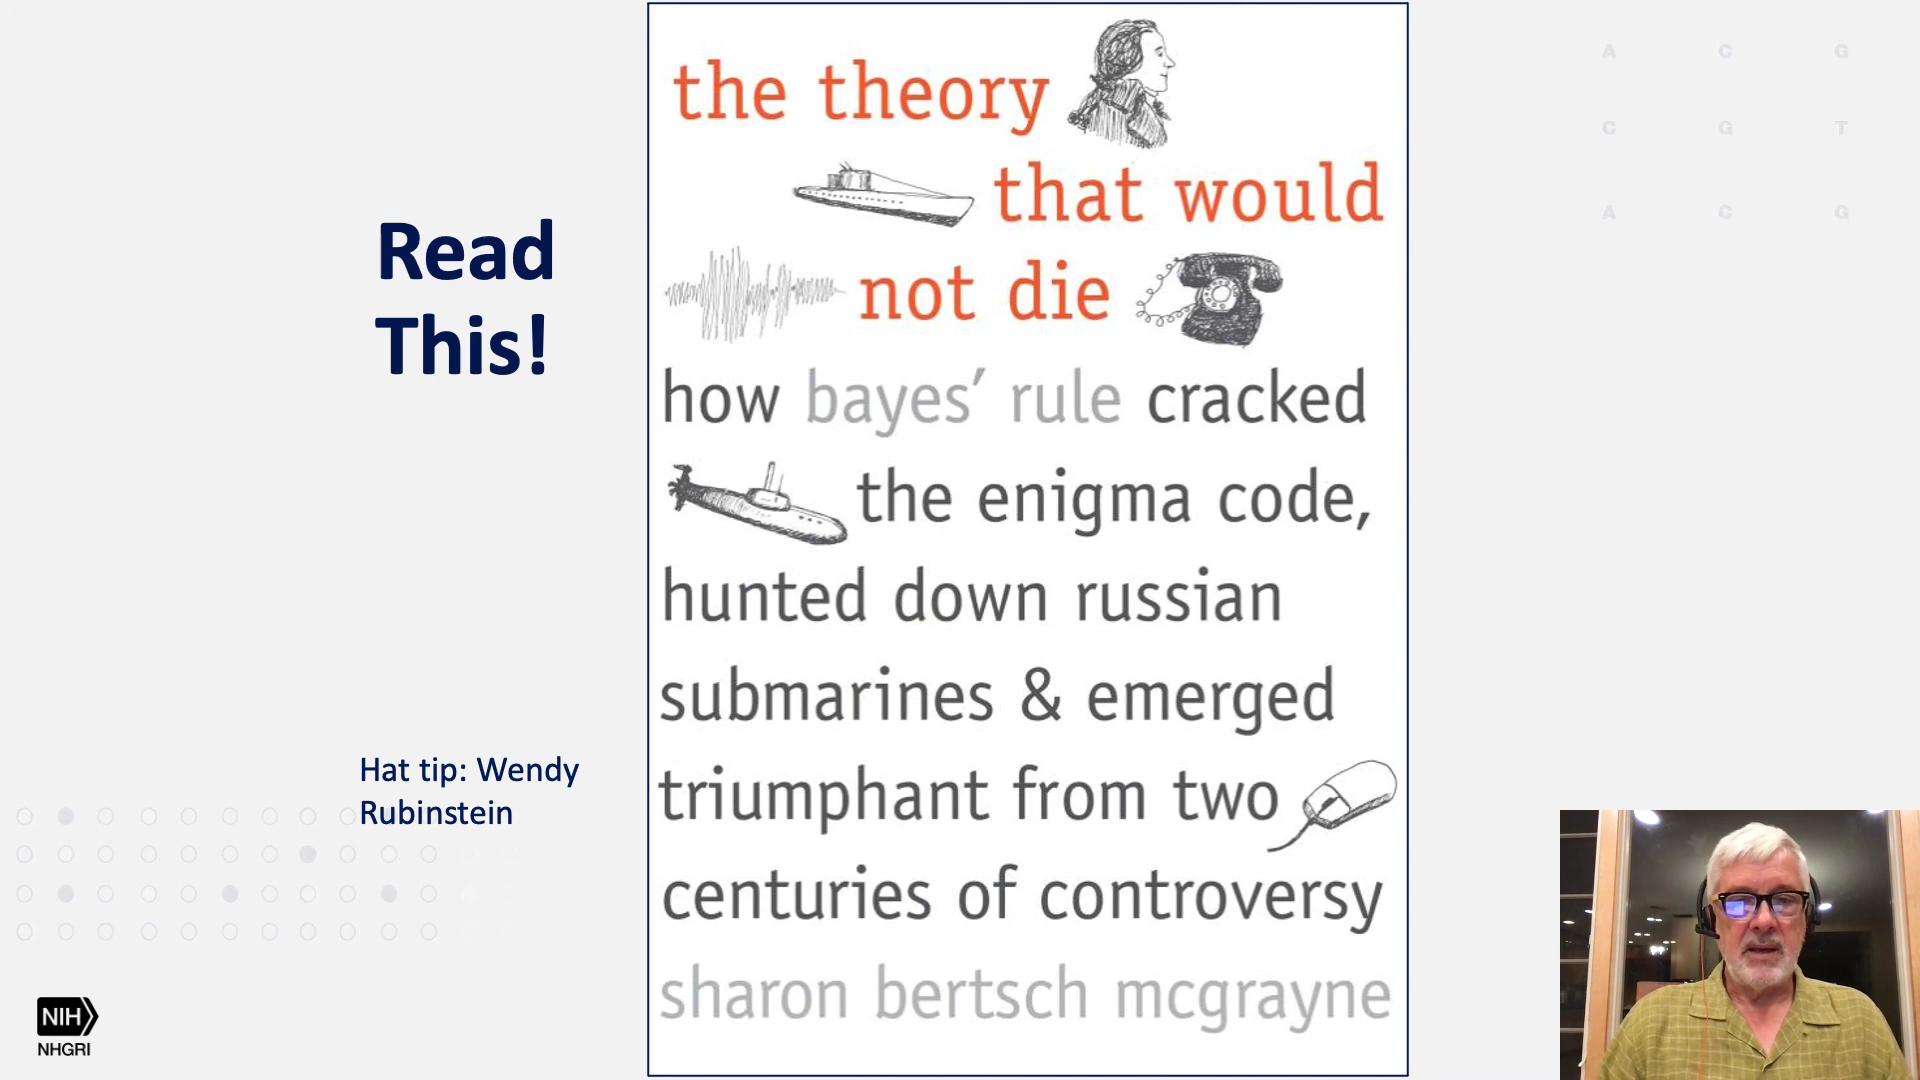 Read
This!
the theory
that would
not die
how bayes’ rule cracked
the enigma code,
hunted down russian
submarines & emerged
triumphant from two
centuries of controversy
sharon bertsch mcgrayne
Hat tip: Wendy
Rubinstein
A C G
C G T
A C G
NIH
NHGRI